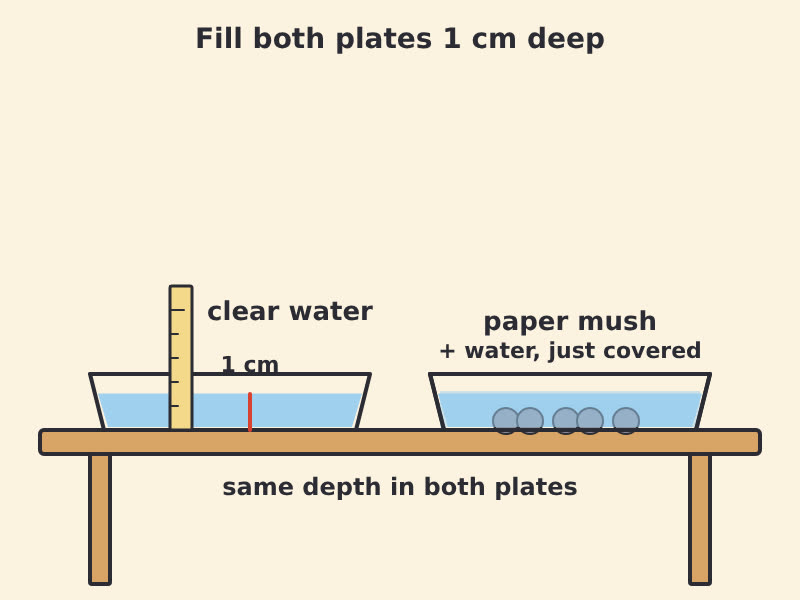 Fill both plates 1 cm deep
clear water
1 cm
paper mush
+ water, just covered
same depth in both plates